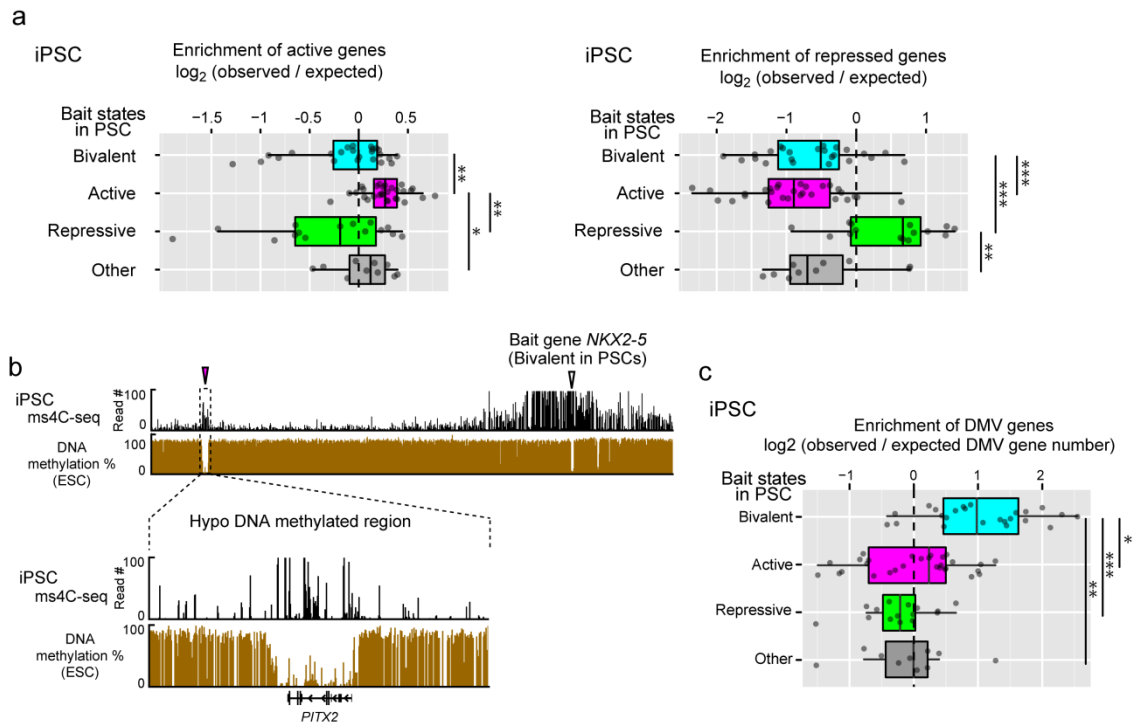 a
iPSC
Enrichment of active genes
log2 (observed / expected)
Bait states
in PSC
-1.5
-1
-0.5
0
0.5
Bivalent
Active
Repressive
Other
**
**
*
iPSC
Enrichment of repressed genes
log2 (observed / expected)
Bait states
in PSC
-2
-1
0
1
Bivalent
Active
Repressive
Other
***
***
**
b
Bait gene NKX2-5
(Bivalent in PSCs)
iPSC
ms4C-seq
Read #
100
0
DNA
methylation %
(ESC)
100
0
Hypo DNA methylated region
iPSC
ms4C-seq
Read #
100
0
DNA
methylation %
(ESC)
100
0
PITX2
c
iPSC
Enrichment of DMV genes
log2 (observed / expected DMV gene number)
Bait states
in PSC
-1
0
1
2
Bivalent
Active
Repressive
Other
*
***
**